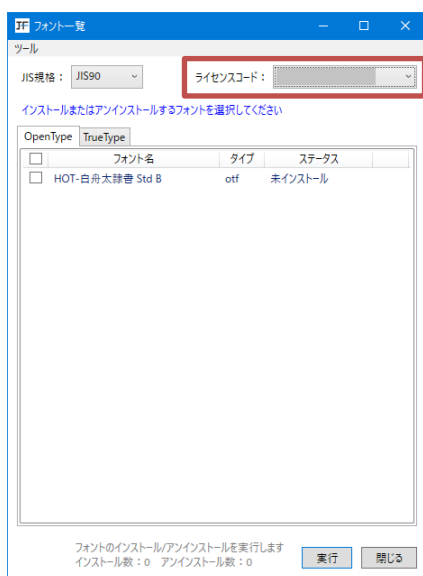 JF フォント一覧
ツール
JIS規格： JIS90 ライセンスコード：
インストールまたはアンインストールするフォントを選択してください
OpenType TrueType
フォント名 タイプ ステータス
HOT-白舟太隷書 Std B otf 未インストール
フォントのインストール/アンインストールを実行します
インストール数：0 アンインストール数：0
実行 閉じる